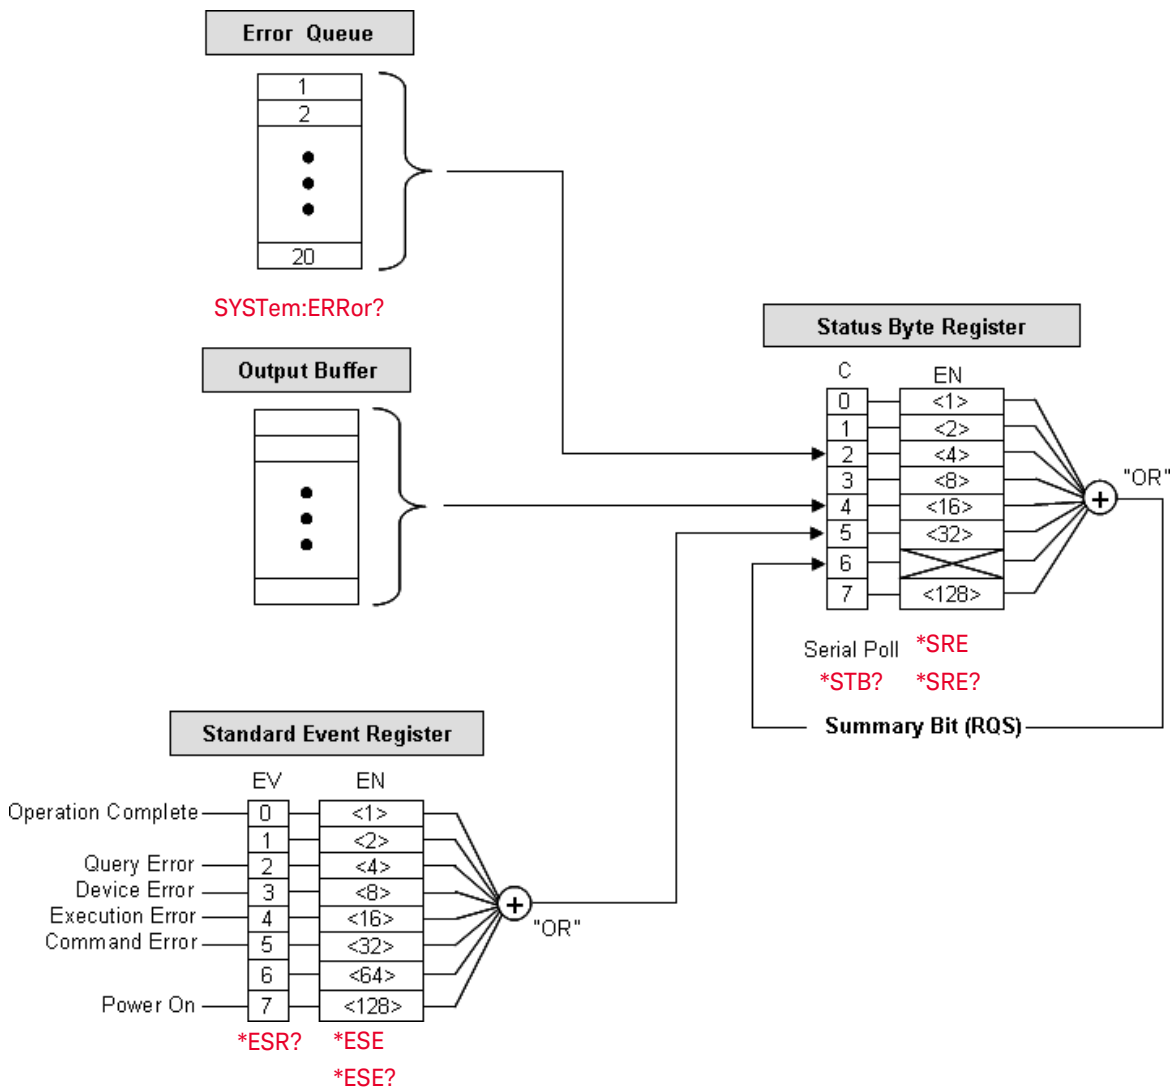 Error Queue
1
2
20
SYSTem:ERRor?
Output Buffer
Status Byte Register
C EN
0 <1>
1 <2>
2 <4>
3 <8>
4 <16>
5 <32>
6
7 <128>
"OR"
Serial Poll *SRE
*STB? *SRE?
Summary Bit (RQS)
Standard Event Register
EV EN
Operation Complete 0 <1>
1 <2>
Query Error 2 <4>
Device Error 3 <8>
Execution Error 4 <16>
Command Error 5 <32>
6 <64>
Power On 7 <128>
"OR"
*ESR? *ESE
*ESE?